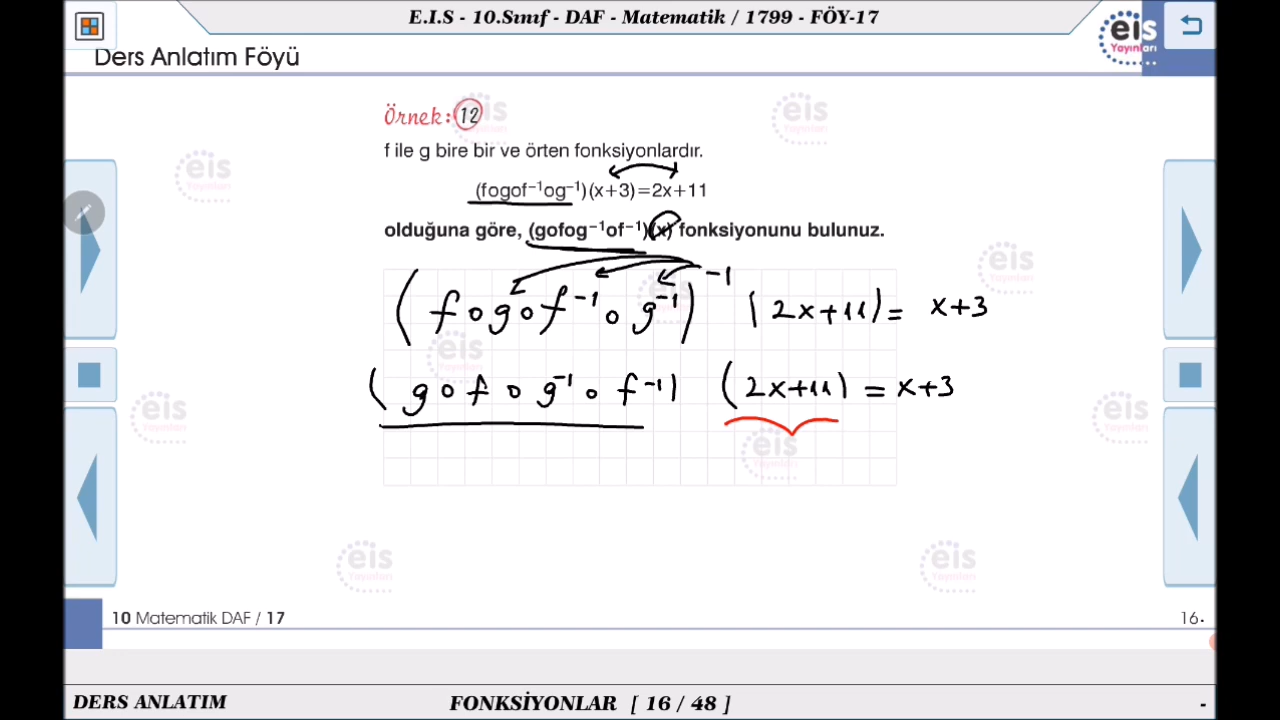 E.I.S - 10.Sınıf - DAF - Matematik / 1799 - FÖY-17
eis Yayınları
Ders Anlatım Föyü
Örnek: 12
f ile g bire bir ve örten fonksiyonlardır.
(fogof⁻¹og⁻¹)(x+3)=2x+11
olduğuna göre, (gofog⁻¹of⁻¹)(x) fonksiyonunu bulunuz.
(f o g o f⁻¹ o g⁻¹)⁻¹ (2x+11) = x+3
(g o f o g⁻¹ o f⁻¹) (2x+11) = x+3
10 Matematik DAF / 17
16.
DERS ANLATIM
FONKSİYONLAR [ 16 / 48 ]
-